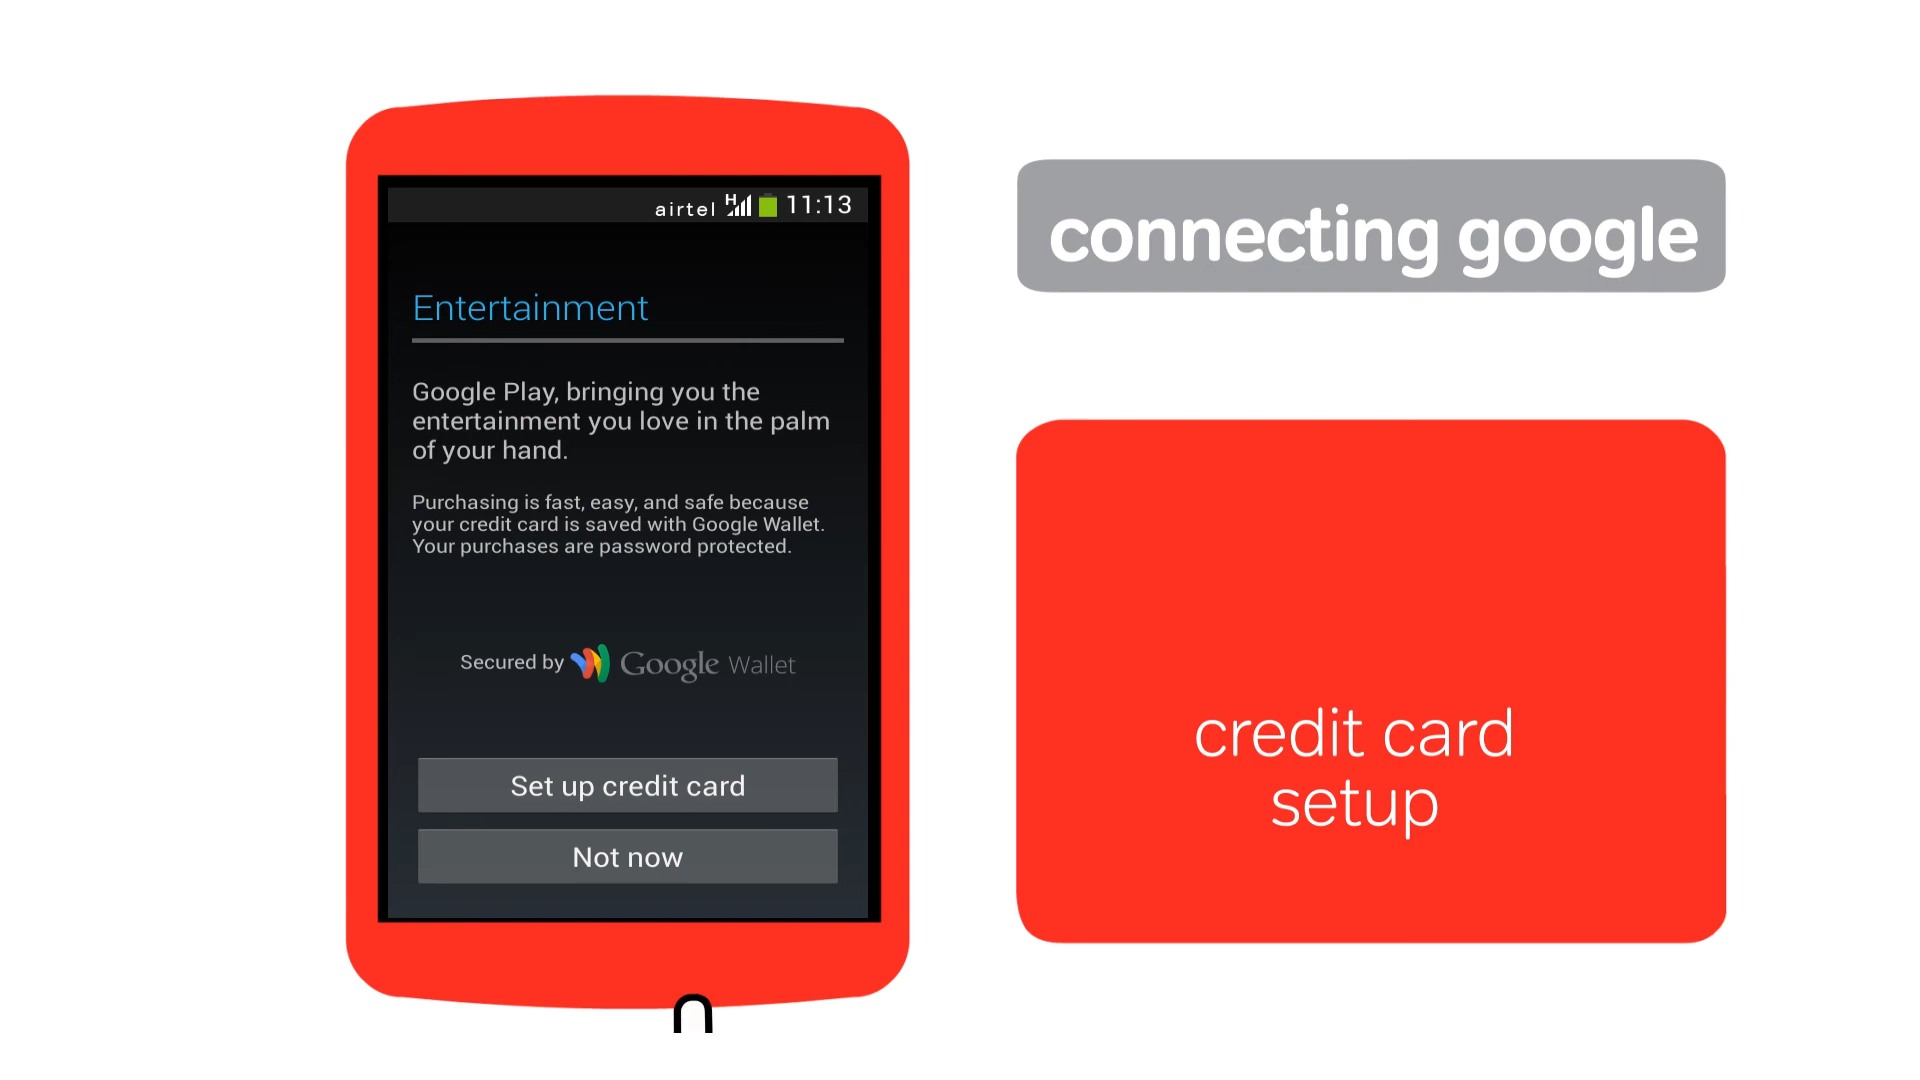 airtel H 11:13
Entertainment
Google Play, bringing you the
entertainment you love in the palm
of your hand.
Purchasing is fast, easy, and safe because
your credit card is saved with Google Wallet.
Your purchases are password protected.
Secured by Google Wallet
Set up credit card
Not now
connecting google
credit card
setup